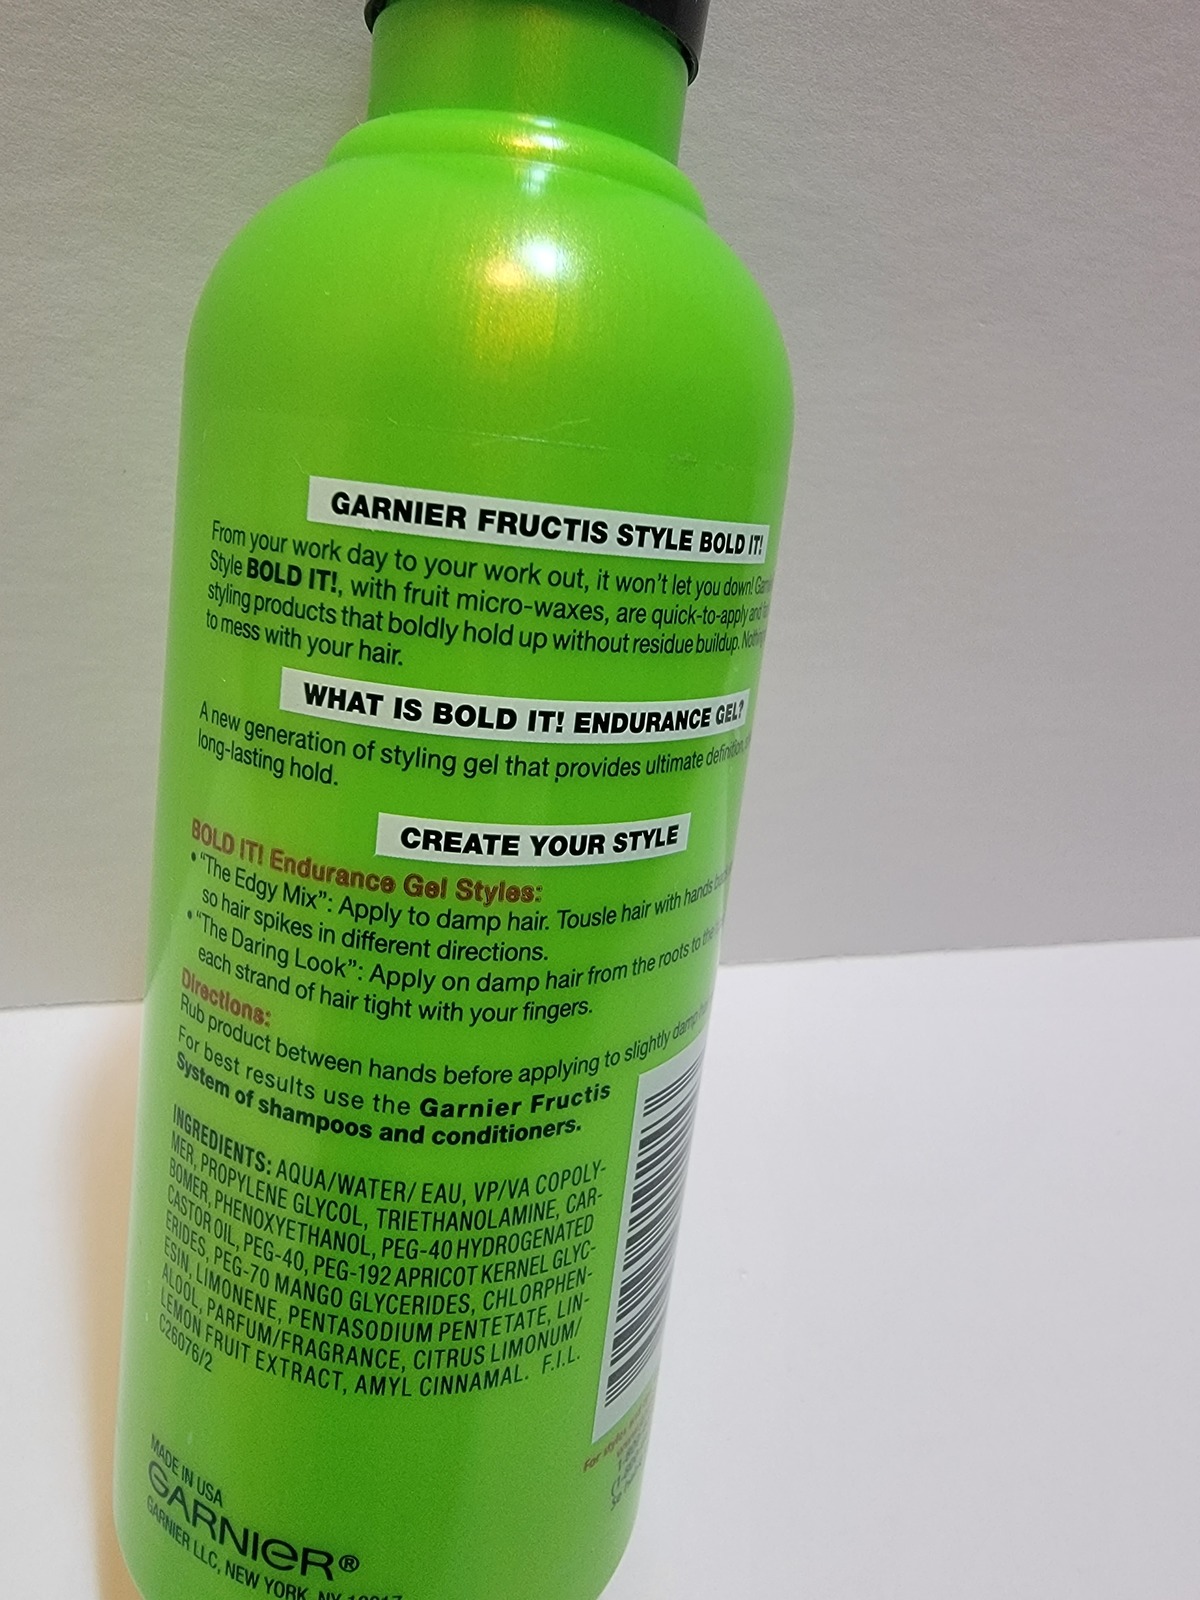 GARNIER FRUCTIS STYLE BOLD IT!
From your work day to your work out, it won't let you down!
Style BOLD IT!, with fruit micro-waxes, are quick-to-apply and
styling products that boldly hold up without residue buildup. Nothing
to mess with your hair.
WHAT IS BOLD IT! ENDURANCE GEL?
A new generation of styling gel that provides ultimate definition,
long-lasting hold.
CREATE YOUR STYLE
BOLD IT! Endurance Gel Styles:
• "The Edgy Mix": Apply to damp hair. Tousle hair with hands
so hair spikes in different directions.
• "The Daring Look": Apply on damp hair from the roots to the
each strand of hair tight with your fingers.
Directions:
Rub product between hands before applying to slightly damp
For best results use the Garnier Fructis
System of shampoos and conditioners.
INGREDIENTS: AQUA/WATER/ EAU, VP/VA COPOLY-
MER, PROPYLENE GLYCOL, TRIETHANOLAMINE, CAR-
BOMER, PHENOXYETHANOL, PEG-40 HYDROGENATED
CASTOR OIL, PEG-40, PEG-192 APRICOT KERNEL GLYC-
ERIDES, PEG-70 MANGO GLYCERIDES, CHLORPHEN-
ESIN, LIMONENE, PENTASODIUM PENTETATE, LIN-
ALOOL, PARFUM/FRAGRANCE, CITRUS LIMONUM/
LEMON FRUIT EXTRACT, AMYL CINNAMAL. F.I.L.
C26076/2
For styles
MADE IN USA
GARNIER®
GARNIER LLC, NEW YORK, NY